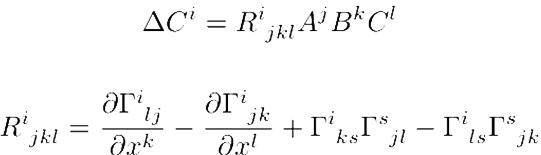 ΔC^i = R^i_{jkl} A^j B^k C^l
R^i_{jkl} = ∂Γ^i_{lj}/∂x^k − ∂Γ^i_{jk}/∂x^l + Γ^i_{ks} Γ^s_{jl} − Γ^i_{ls} Γ^s_{jk}